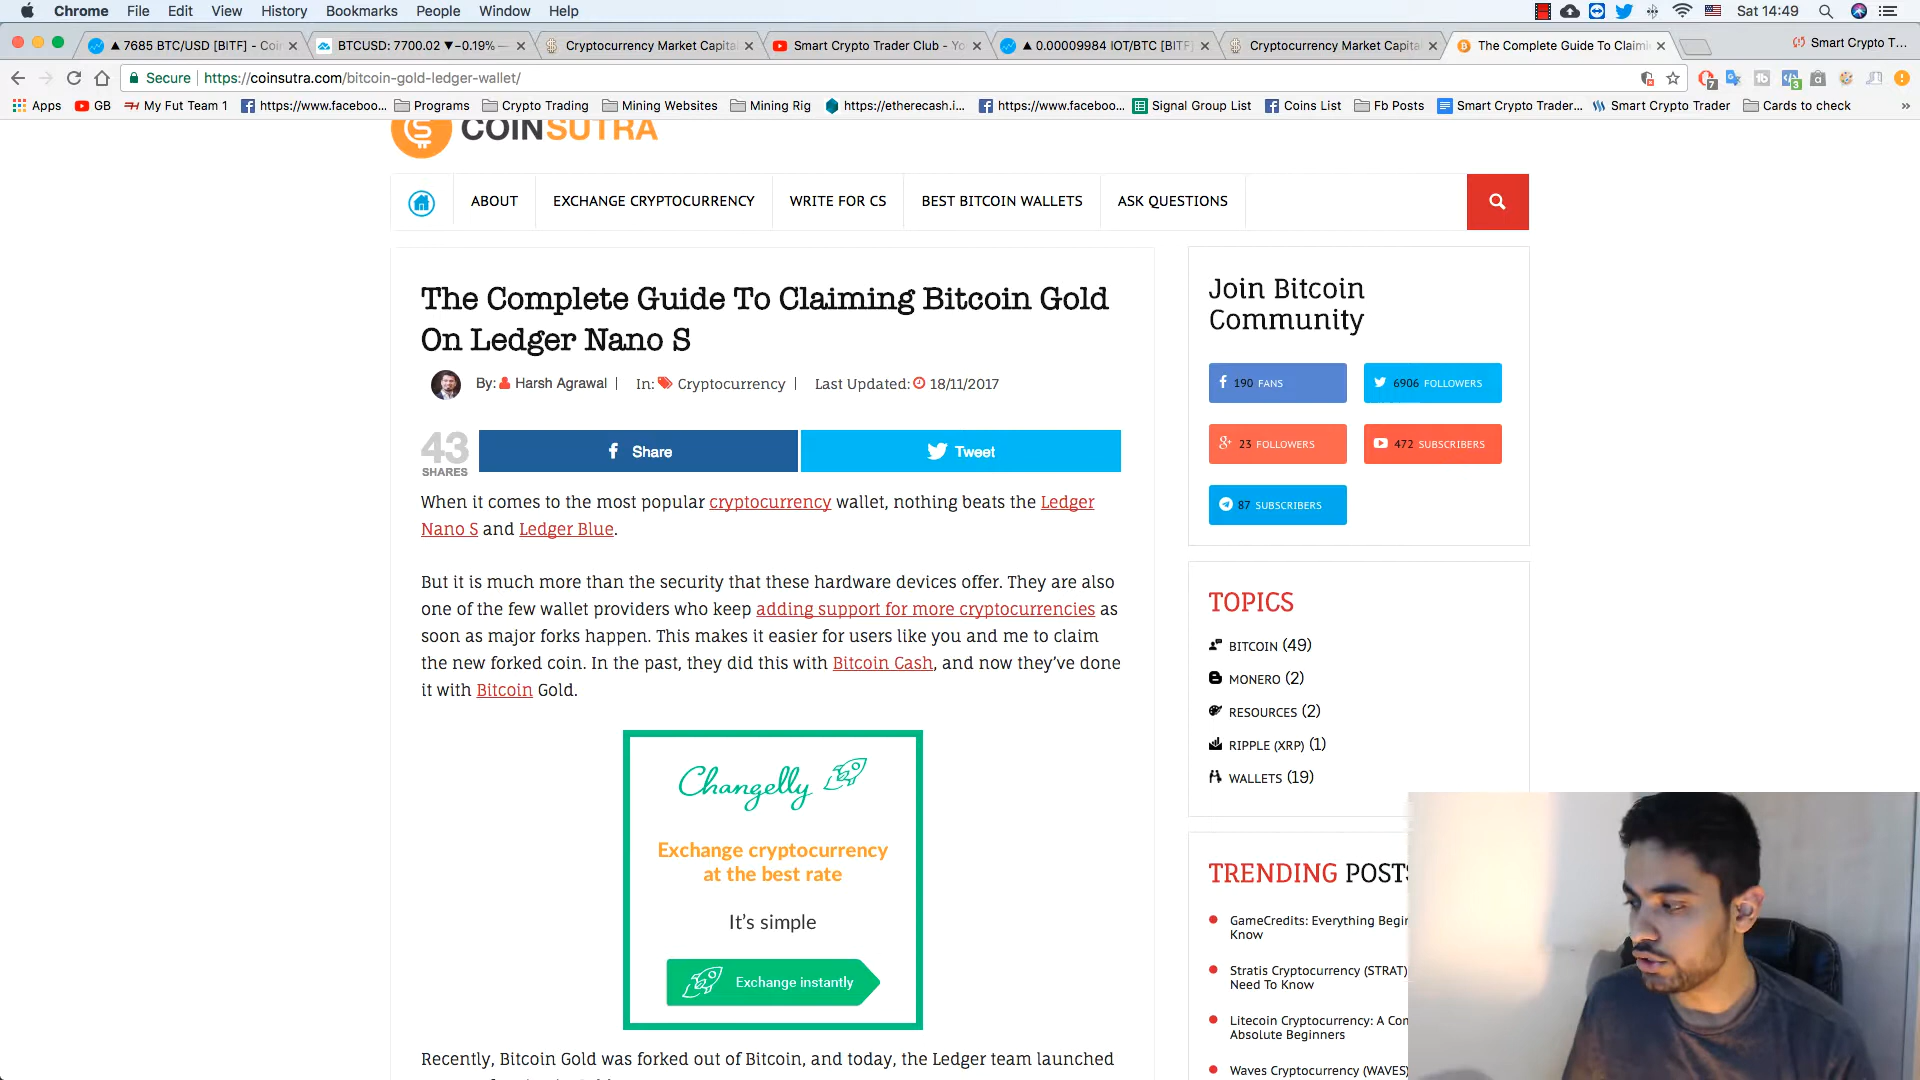 Chrome File Edit View History Bookmarks People Window Help Sat 14:49
▲ 7685 BTC/USD [BITF] - Coi
BTCUSD: 7700.02 ▼−0.19% —
Cryptocurrency Market Capital
Smart Crypto Trader Club - Yo
▲ 0.00009984 IOT/BTC [BITF
Cryptocurrency Market Capita
The Complete Guide To Claimi
Smart Crypto T...
Secure https://coinsutra.com/bitcoin-gold-ledger-wallet/
Apps GB My Fut Team 1 https://www.faceboo... Programs Crypto Trading Mining Websites Mining Rig https://etherecash.i... https://www.faceboo... Signal Group List Coins List Fb Posts Smart Crypto Trader... Smart Crypto Trader Cards to check »
COINSUTRA
ABOUT EXCHANGE CRYPTOCURRENCY WRITE FOR CS BEST BITCOIN WALLETS ASK QUESTIONS
The Complete Guide To Claiming Bitcoin Gold
On Ledger Nano S
By: Harsh Agrawal | In: Cryptocurrency | Last Updated: 18/11/2017
43
SHARES
Share
Tweet
When it comes to the most popular cryptocurrency wallet, nothing beats the Ledger
Nano S and Ledger Blue.
But it is much more than the security that these hardware devices offer. They are also
one of the few wallet providers who keep adding support for more cryptocurrencies as
soon as major forks happen. This makes it easier for users like you and me to claim
the new forked coin. In the past, they did this with Bitcoin Cash, and now they’ve done
it with Bitcoin Gold.
Changelly
Exchange cryptocurrency
at the best rate
It’s simple
Exchange instantly
Recently, Bitcoin Gold was forked out of Bitcoin, and today, the Ledger team launched
Join Bitcoin
Community
190 FANS
6906 FOLLOWERS
23 FOLLOWERS
472 SUBSCRIBERS
87 SUBSCRIBERS
TOPICS
BITCOIN (49)
MONERO (2)
RESOURCES (2)
RIPPLE (XRP) (1)
WALLETS (19)
TRENDING POSTS
GameCredits: Everything Begin
Know
Stratis Cryptocurrency (STRAT)
Need To Know
Litecoin Cryptocurrency: A Com
Absolute Beginners
Waves Cryptocurrency (WAVES)